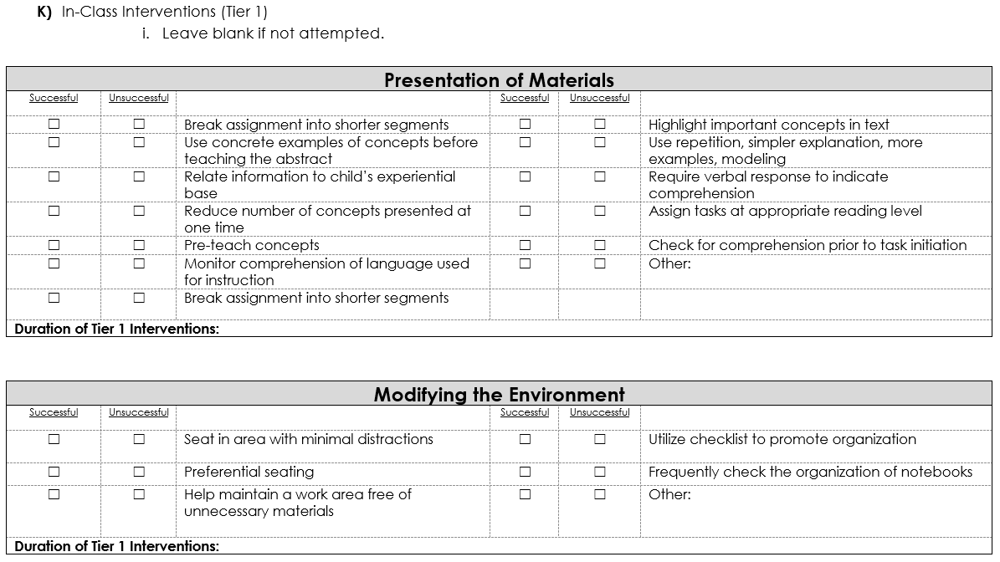 K) In-Class Interventions (Tier 1)
i. Leave blank if not attempted.
Presentation of Materials
Successful Unsuccessful Successful Unsuccessful
☐ ☐ Break assignment into shorter segments ☐ ☐ Highlight important concepts in text
☐ ☐ Use concrete examples of concepts before ☐ ☐ Use repetition, simpler explanation, more
teaching the abstract examples, modeling
☐ ☐ Relate information to child’s experiential ☐ ☐ Require verbal response to indicate
base comprehension
☐ ☐ Reduce number of concepts presented at ☐ ☐ Assign tasks at appropriate reading level
one time
☐ ☐ Pre-teach concepts ☐ ☐ Check for comprehension prior to task initiation
☐ ☐ Monitor comprehension of language used ☐ ☐ Other:
for instruction
☐ ☐ Break assignment into shorter segments
Duration of Tier 1 Interventions:
Modifying the Environment
Successful Unsuccessful Successful Unsuccessful
☐ ☐ Seat in area with minimal distractions ☐ ☐ Utilize checklist to promote organization
☐ ☐ Preferential seating ☐ ☐ Frequently check the organization of notebooks
☐ ☐ Help maintain a work area free of ☐ ☐ Other:
unnecessary materials
Duration of Tier 1 Interventions: